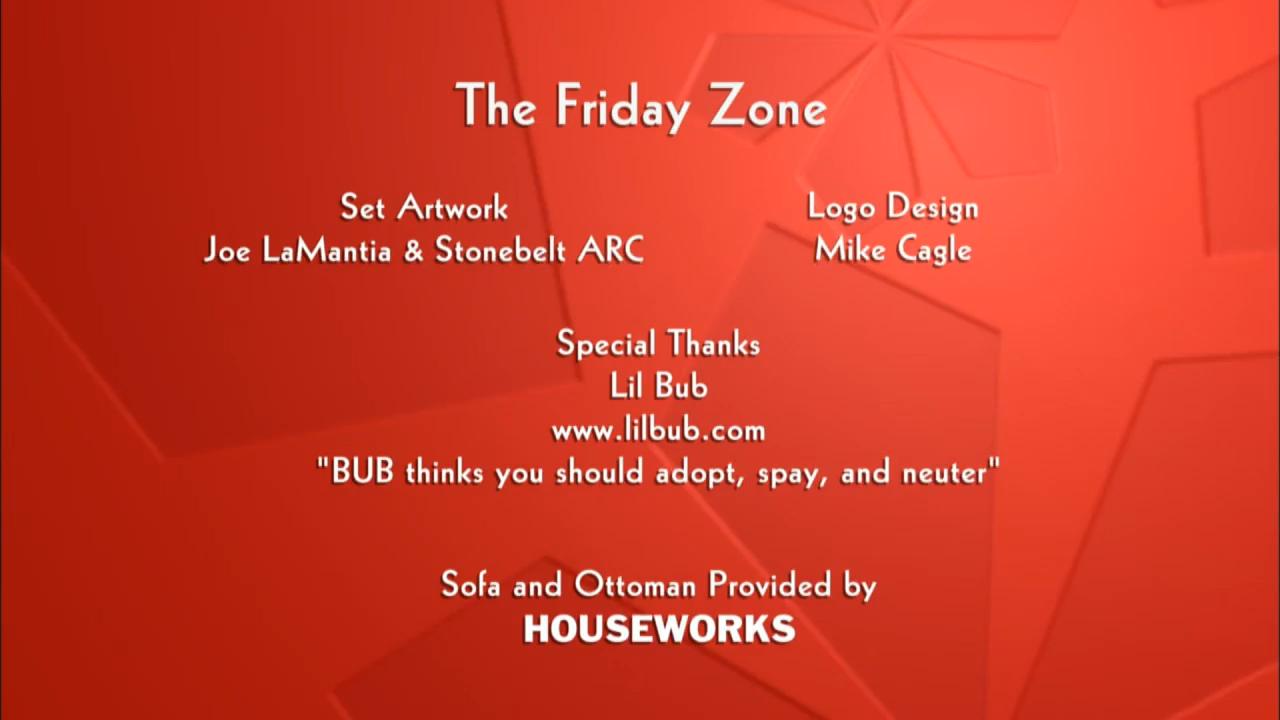 The Friday Zone
Set Artwork
Joe LaMantia & Stonebelt ARC
Logo Design
Mike Cagle
Special Thanks
Lil Bub
www.lilbub.com
"BUB thinks you should adopt, spay, and neuter"
Sofa and Ottoman Provided by
HOUSEWORKS